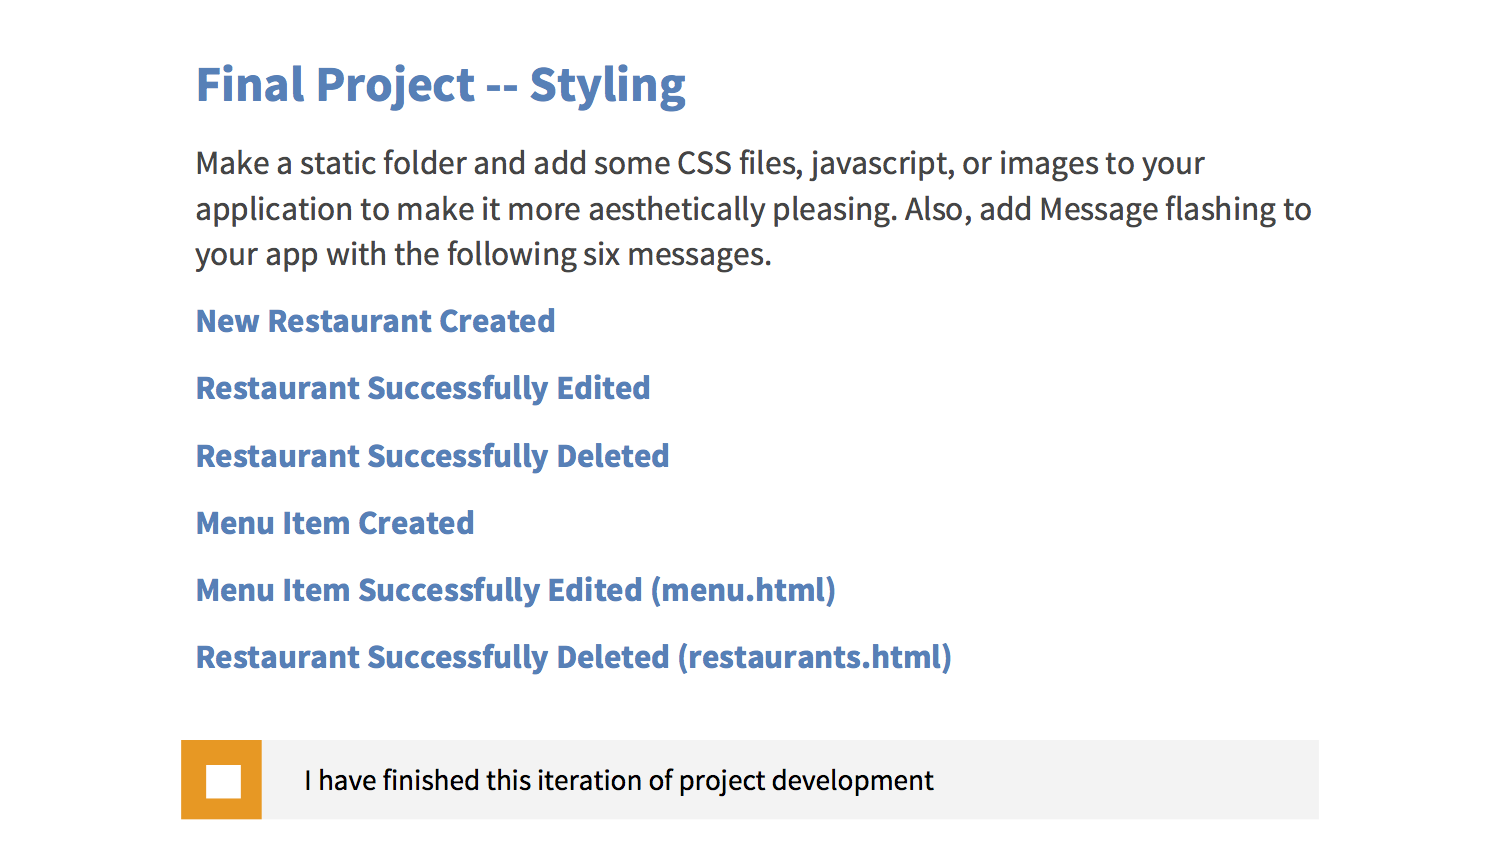 Final Project -- Styling
Make a static folder and add some CSS files, javascript, or images to your
application to make it more aesthetically pleasing. Also, add Message flashing to
your app with the following six messages.
New Restaurant Created
Restaurant Successfully Edited
Restaurant Successfully Deleted
Menu Item Created
Menu Item Successfully Edited (menu.html)
Restaurant Successfully Deleted (restaurants.html)
I have finished this iteration of project development